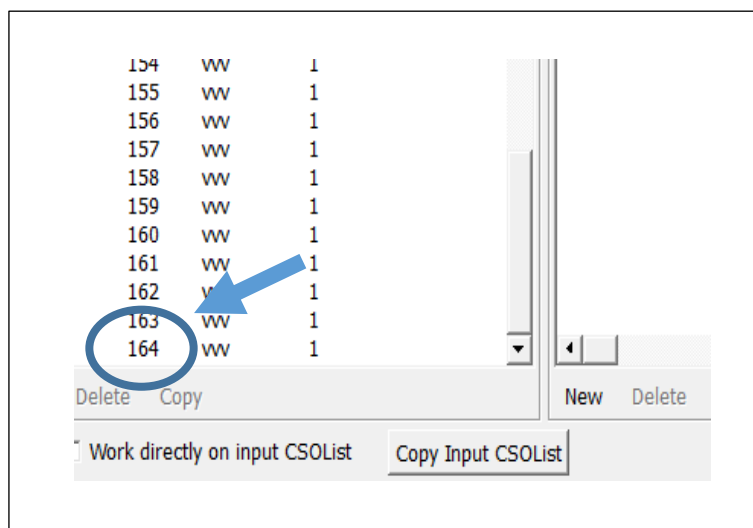 154 vvv 1
155 vvv 1
156 vvv 1
157 vvv 1
158 vvv 1
159 vvv 1
160 vvv 1
161 vvv 1
162 vvv 1
163 vvv 1
164 vvv 1
Delete Copy
New Delete
Work directly on input CSOList
Copy Input CSOList